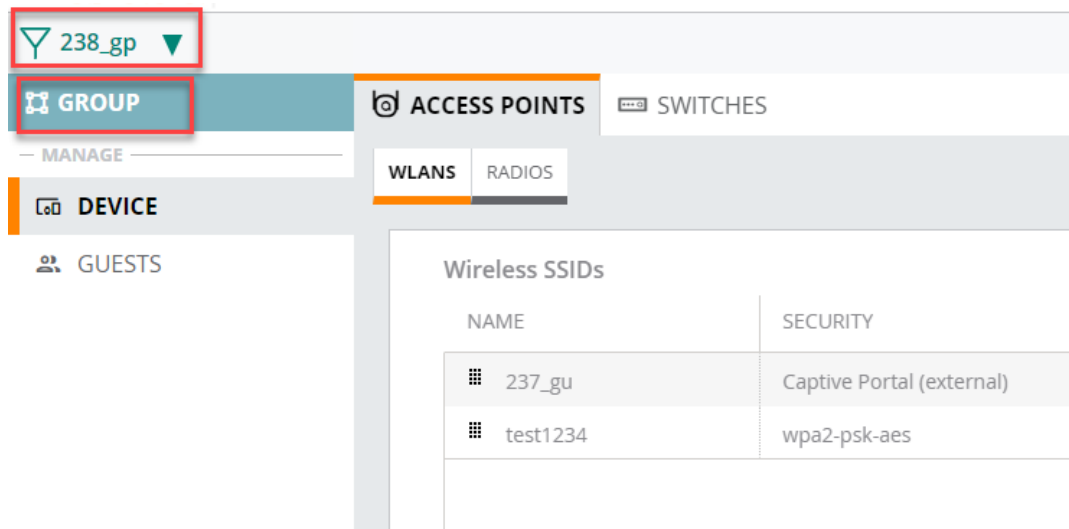 238_gp
GROUP
ACCESS POINTS
SWITCHES
MANAGE
WLANS
RADIOS
DEVICE
GUESTS
Wireless SSIDs
NAME
SECURITY
237_gu
Captive Portal (external)
test1234
wpa2-psk-aes